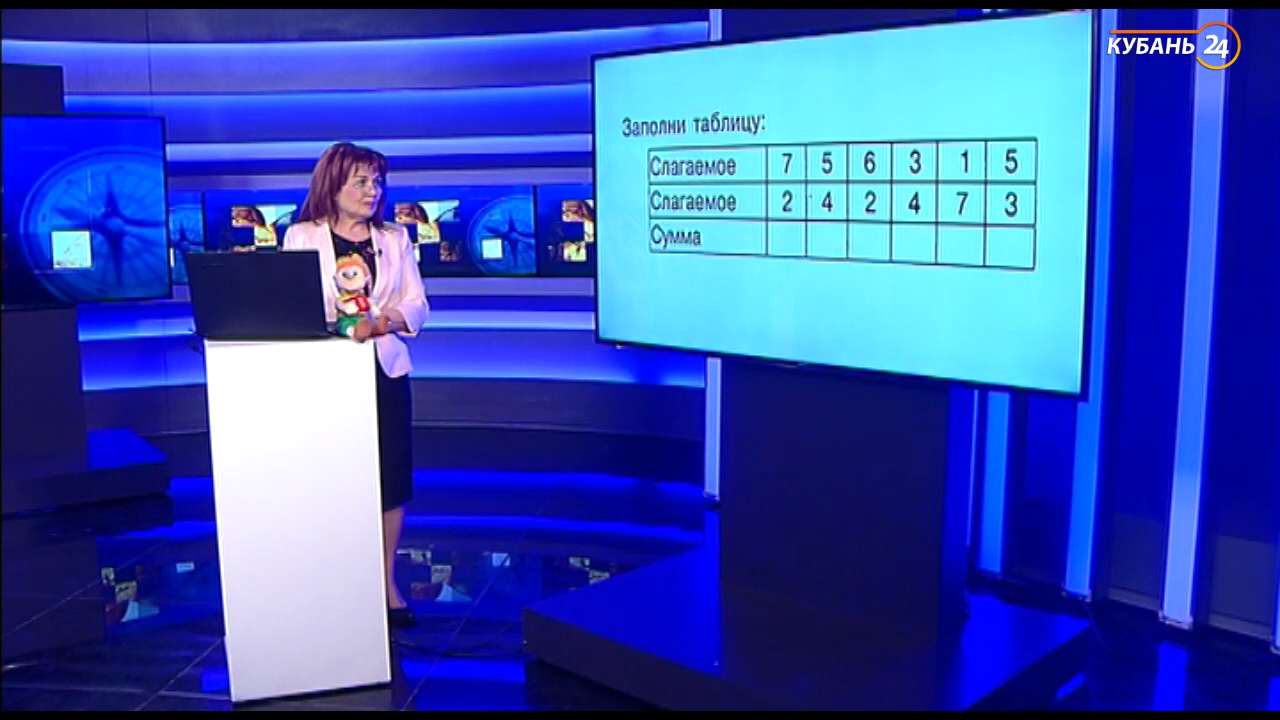 КУБАНЬ 24
Заполни таблицу:
Слагаемое 7 5 6 3 1 5
Слагаемое 2 4 2 4 7 3
Сумма